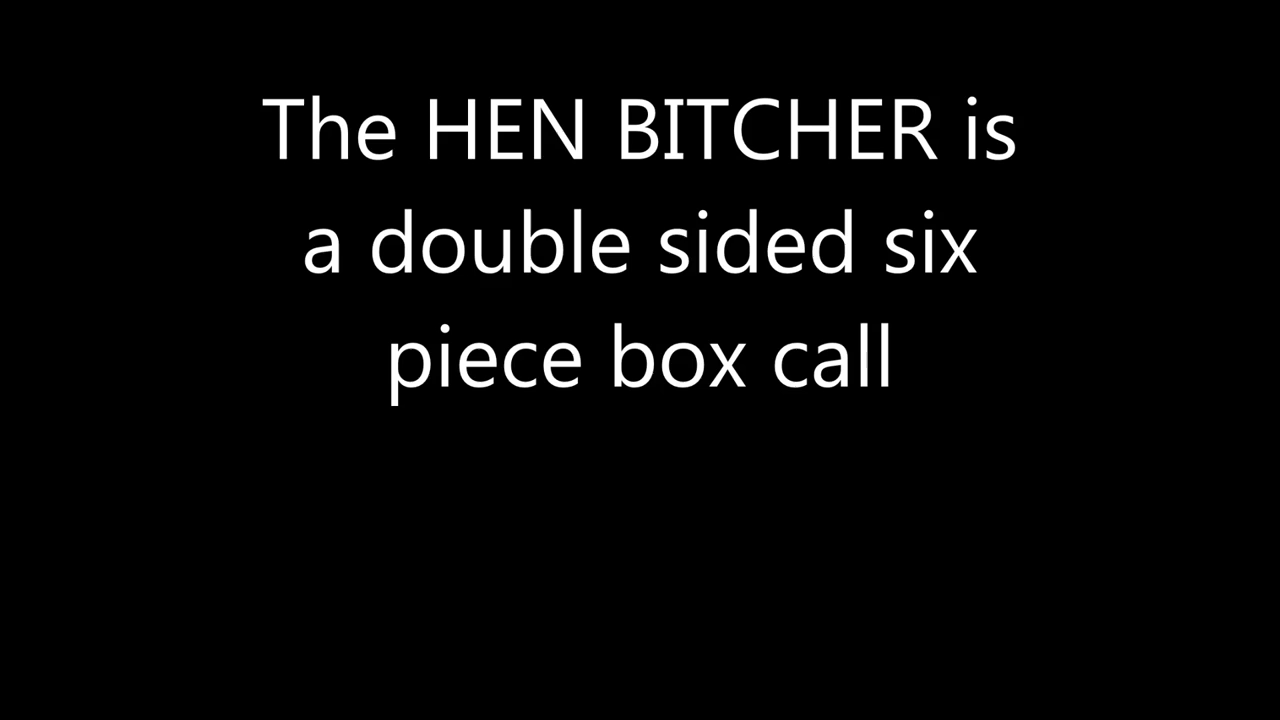 The HEN BITCHER is
a double sided six
piece box call